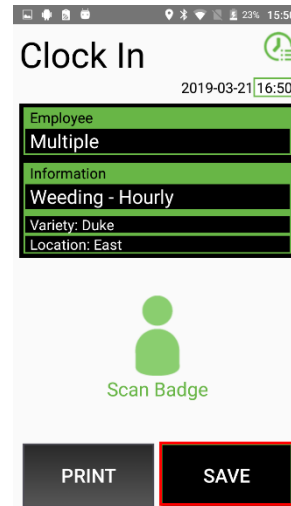 23% 15:50
Clock In
2019-03-21 16:50
Employee
Multiple
Information
Weeding - Hourly
Variety: Duke
Location: East
Scan Badge
PRINT SAVE